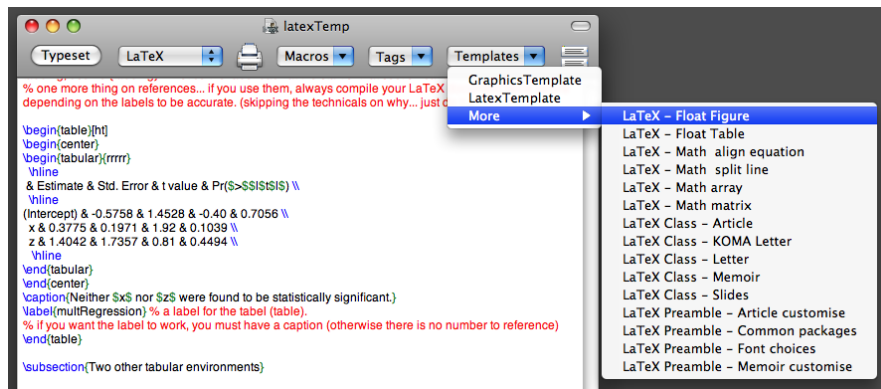 latexTemp
Typeset LaTeX Macros Tags Templates
GraphicsTemplate
LatexTemplate
More
LaTeX – Float Figure
LaTeX – Float Table
LaTeX – Math  align equation
LaTeX – Math  split line
LaTeX – Math array
LaTeX – Math matrix
LaTeX Class – Article
LaTeX Class – KOMA Letter
LaTeX Class – Letter
LaTeX Class – Memoir
LaTeX Class – Slides
LaTeX Preamble – Article customise
LaTeX Preamble – Common packages
LaTeX Preamble – Font choices
LaTeX Preamble – Memoir customise
% one more thing on references... if you use them, always compile your LaTeX
depending on the labels to be accurate. (skipping the technicals on why... just
\begin{table}[ht]
\begin{center}
\begin{tabular}{rrrrr}
\hline
& Estimate & Std. Error & t value & Pr($>$$|$t$|$) \\
\hline
(Intercept) & -0.5758 & 1.4528 & -0.40 & 0.7056 \\
x & 0.3775 & 0.1971 & 1.92 & 0.1039 \\
z & 1.4042 & 1.7357 & 0.81 & 0.4494 \\
\hline
\end{tabular}
\end{center}
\caption{Neither $x$ nor $z$ were found to be statistically significant.}
\label{multRegression} % a label for the tabel (table).
% if you want the label to work, you must have a caption (otherwise there is no number to reference)
\end{table}
\subsection{Two other tabular environments}